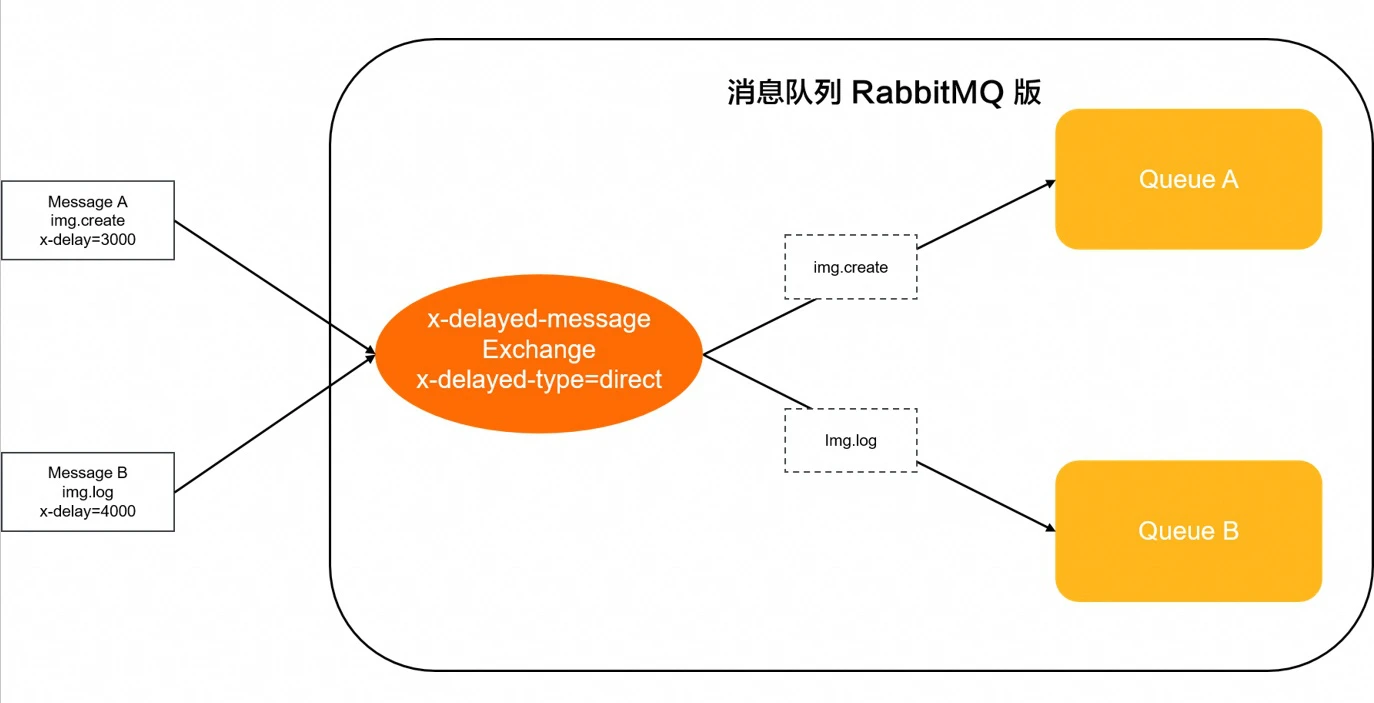 消息队列 RabbitMQ 版
Message A
img.create
x-delay=3000
Message B
img.log
x-delay=4000
x-delayed-message
Exchange
x-delayed-type=direct
img.create
Img.log
Queue A
Queue B